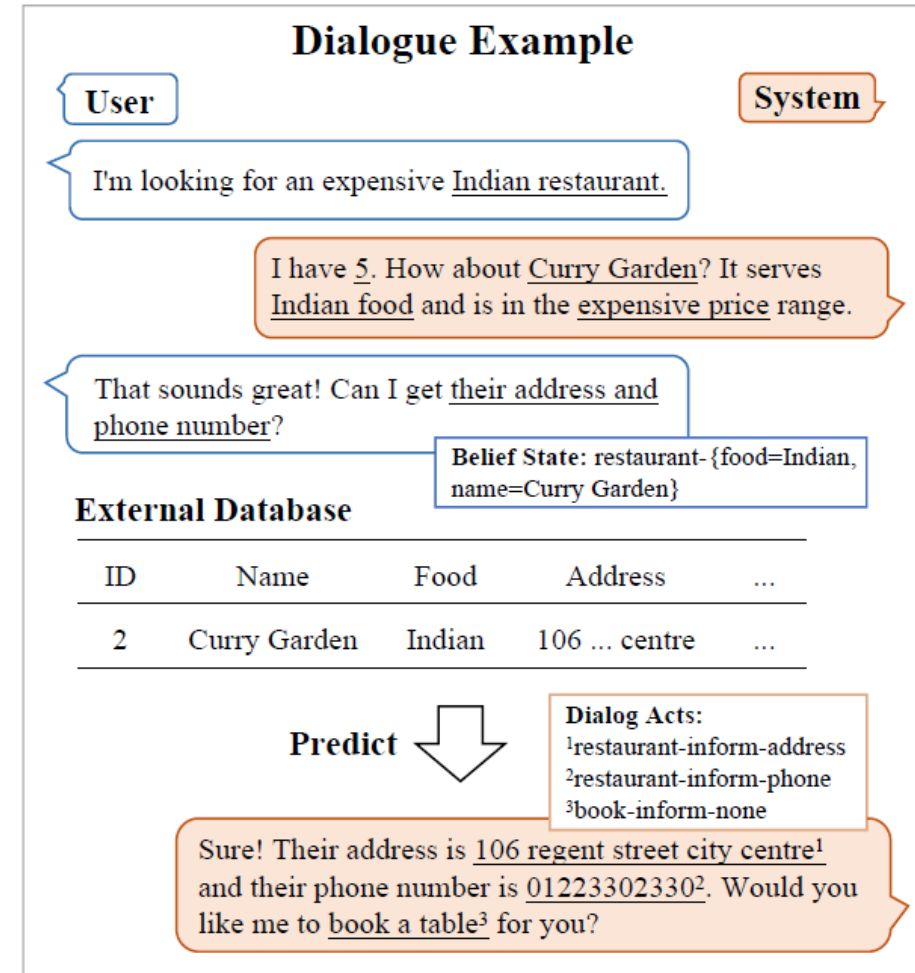 Dialogue Example
User
System
I'm looking for an expensive Indian restaurant.
I have 5. How about Curry Garden? It serves
Indian food and is in the expensive price range.
That sounds great! Can I get their address and
phone number?
Belief State: restaurant-{food=Indian,
name=Curry Garden}
External Database
ID Name Food Address ...
2 Curry Garden Indian 106 ... centre ...
Predict
Dialog Acts:
¹restaurant-inform-address
²restaurant-inform-phone
³book-inform-none
Sure! Their address is 106 regent street city centre¹
and their phone number is 01223302330². Would you
like me to book a table³ for you?